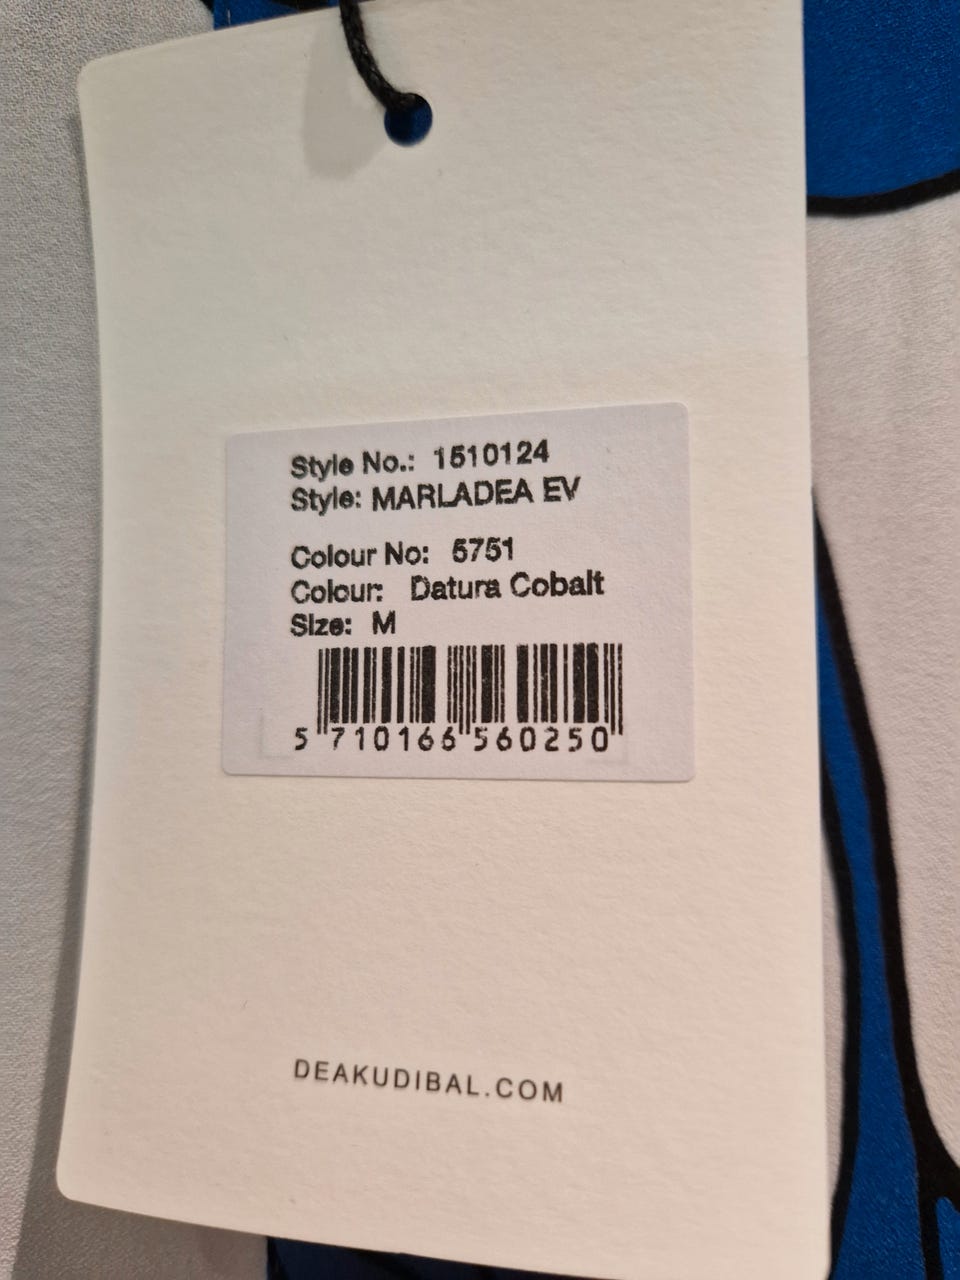 Style No.: 1510124
Style: MARLADEA EV
Colour No: 5751
Colour: Datura Cobalt
Size: M
5 710166 560250
DEAKUDIBAL.COM